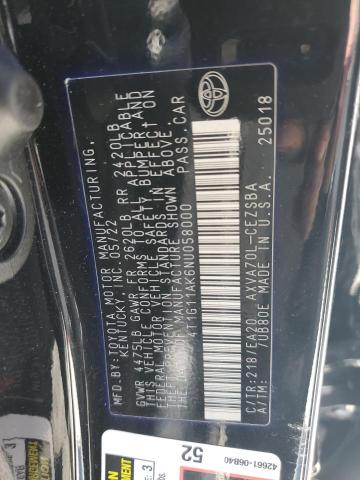 MFD. BY: TOYOTA MOTOR MANUFACTURING,
KENTUCKY, INC. 05/22
GVWR 4475LB GAWR FR 2620LB RR 2420LB
THIS VEHICLE CONFORMS TO ALL APPLICABLE
FEDERAL MOTOR VEHICLE SAFETY, BUMPER, AND
THEFT PREVENTION STANDARDS IN EFFECT ON
THE DATE OF MANUFACTURE SHOWN ABOVE.
4T1G11AK6NU058000 PASS.CAR
C/TR: 218/EA20 AXVA70L-CEZSBA
A/TM: /UB80E MADE IN U.S.A. 25018
TOYOTA
42661-06B40
52
3